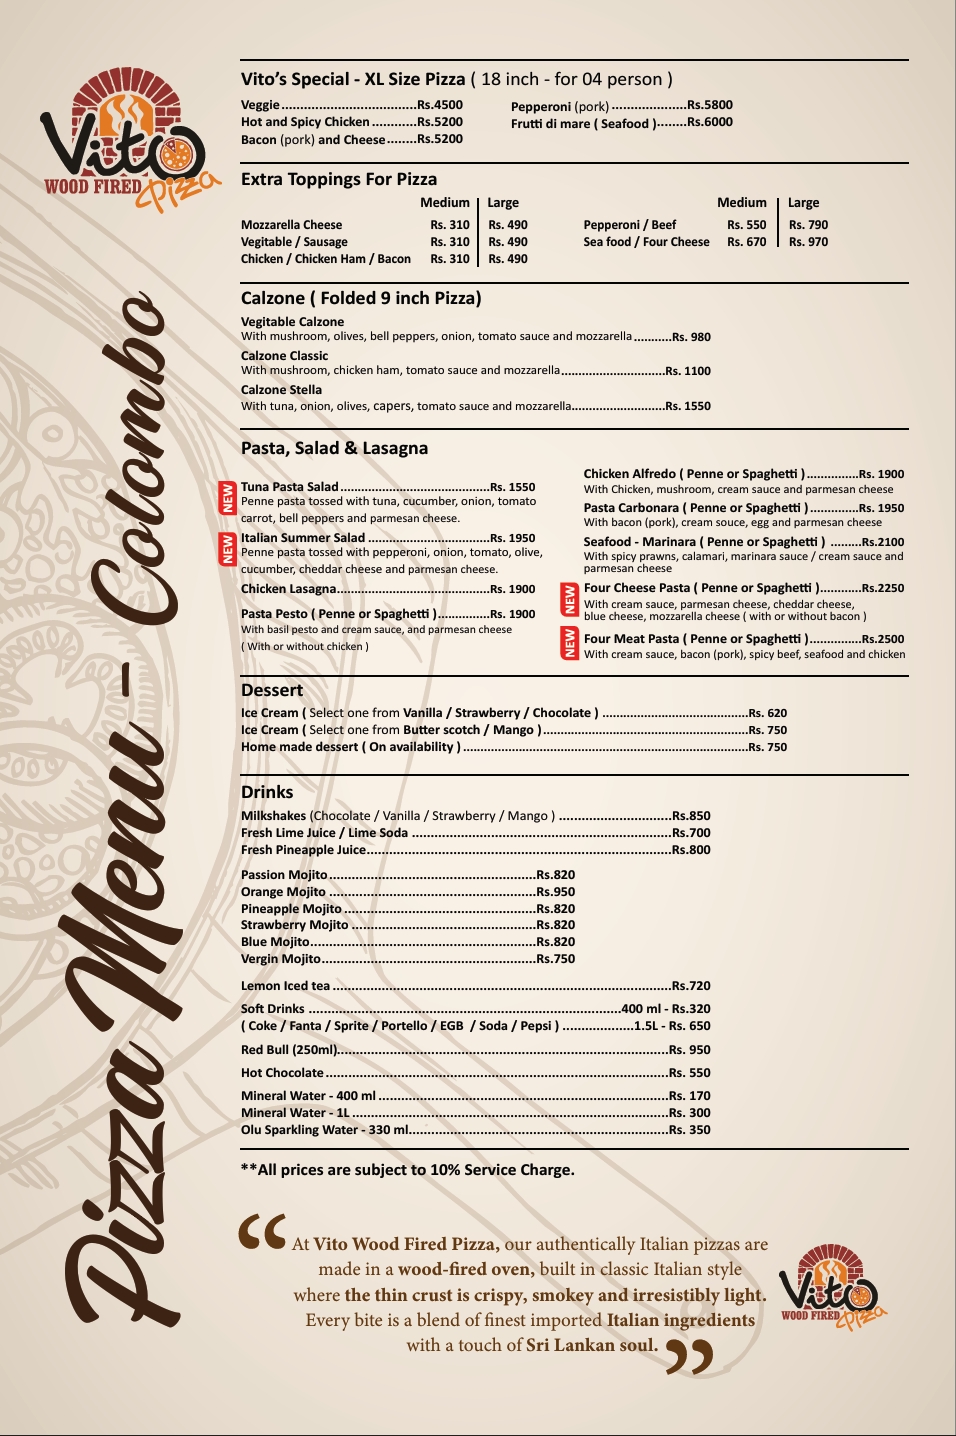 Vito
WOOD FIRED
Pizza
Pizza Menu - Colombo
Vito's Special - XL Size Pizza ( 18 inch - for 04 person )
Veggie..............................Rs.4500
Hot and Spicy Chicken............Rs.5200
Bacon (pork) and Cheese........Rs.5200
Pepperoni (pork)....................Rs.5800
Frutti di mare ( Seafood )........Rs.6000
Extra Toppings For Pizza
Medium Large
Mozzarella Cheese Rs. 310 Rs. 490
Vegitable / Sausage Rs. 310 Rs. 490
Chicken / Chicken Ham / Bacon Rs. 310 Rs. 490
Medium Large
Pepperoni / Beef Rs. 550 Rs. 790
Sea food / Four Cheese Rs. 670 Rs. 970
Calzone ( Folded 9 inch Pizza)
Vegitable Calzone
With mushroom, olives, bell peppers, onion, tomato sauce and mozzarella...........Rs. 980
Calzone Classic
With mushroom, chicken ham, tomato sauce and mozzarella..............................Rs. 1100
Calzone Stella
With tuna, onion, olives, capers, tomato sauce and mozzarella...........................Rs. 1550
Pasta, Salad & Lasagna
NEW
Tuna Pasta Salad...........................................Rs. 1550
Penne pasta tossed with tuna, cucumber, onion, tomato
carrot, bell peppers and parmesan cheese.
NEW
Italian Summer Salad....................................Rs. 1950
Penne pasta tossed with pepperoni, onion, tomato, olive,
cucumber, cheddar cheese and parmesan cheese.
Chicken Lasagna............................................Rs. 1900
Pasta Pesto ( Penne or Spaghetti )................Rs. 1900
With basil pesto and cream sauce, and parmesan cheese
( With or without chicken )
Chicken Alfredo ( Penne or Spaghetti )...............Rs. 1900
With Chicken, mushroom, cream sauce and parmesan cheese
Pasta Carbonara ( Penne or Spaghetti ) ..............Rs. 1950
With bacon (pork), cream souce, egg and parmesan cheese
Seafood - Marinara ( Penne or Spaghetti ) .........Rs.2100
With spicy prawns, calamari, marinara sauce / cream sauce and
parmesan cheese
NEW
Four Cheese Pasta ( Penne or Spaghetti )............Rs.2250
With cream sauce, parmesan cheese, cheddar cheese,
blue cheese, mozzarella cheese ( with or without bacon )
NEW
Four Meat Pasta ( Penne or Spaghetti )...............Rs.2500
With cream sauce, bacon (pork), spicy beef, seafood and chicken
Dessert
Ice Cream ( Select one from Vanilla / Strawberry / Chocolate ) ..........................................Rs. 620
Ice Cream ( Select one from Butter scotch / Mango )...........................................................Rs. 750
Home made dessert ( On availability )..................................................................................Rs. 750
Drinks
Milkshakes (Chocolate / Vanilla / Strawberry / Mango ) ................................Rs.850
Fresh Lime Juice / Lime Soda ...........................................................................Rs.700
Fresh Pineapple Juice........................................................................................Rs.800
Passion Mojito............................................................Rs.820
Orange Mojito ............................................................Rs.950
Pineapple Mojito........................................................Rs.820
Strawberry Mojito ......................................................Rs.820
Blue Mojito.................................................................Rs.820
Vergin Mojito..............................................................Rs.750
Lemon Iced tea..................................................................................................Rs.720
Soft Drinks ..........................................................................................400 ml - Rs.320
( Coke / Fanta / Sprite / Portello / EGB / Soda / Pepsi ) .....................1.5L - Rs. 650
Red Bull (250ml)................................................................................................Rs. 950
Hot Chocolate....................................................................................................Rs. 550
Mineral Water - 400 ml.....................................................................................Rs. 170
Mineral Water - 1L.............................................................................................Rs. 300
Olu Sparkling Water - 330 ml............................................................................Rs. 350
**All prices are subject to 10% Service Charge.
“ At Vito Wood Fired Pizza, our authentically Italian pizzas are
made in a wood-fired oven, built in classic Italian style
where the thin crust is crispy, smokey and irresistibly light.
Every bite is a blend of finest imported Italian ingredients
with a touch of Sri Lankan soul. ”
Vito
WOOD FIRED
Pizza